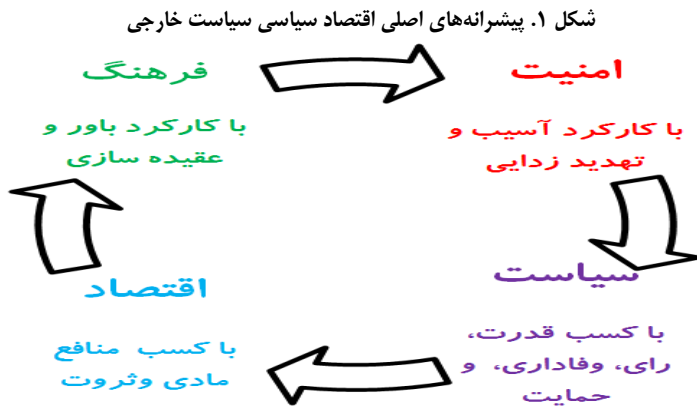 شکل ۱. پیشرانه‌های اصلی اقتصاد سیاسی سیاست خارجی
امنیت
با کارکرد آسیب و
تهدید زدایی
فرهنگ
با کارکرد باور و
عقیده سازی
سیاست
با کسب قدرت،
رای، وفاداری، و
حمایت
اقتصاد
با کسب منافع
مادی وثروت